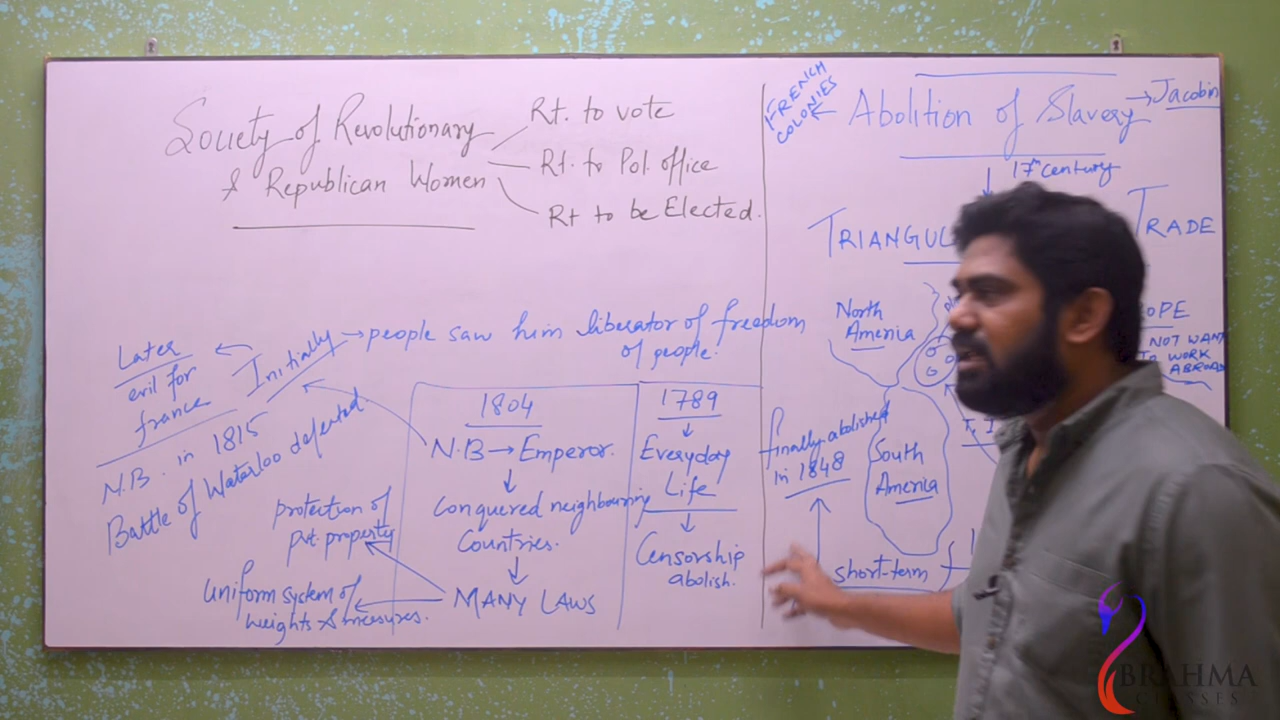 Society of Revolutionary
& Republican Women
Rt. to vote
Rt. to Pol. office
Rt to be Elected.
Later
evil for
france
Initially
people saw him liberator of freedom
of people.
N.B. in 1815
Battle of Waterloo defeated
1804
N.B → Emperor.
Conquered neighbouring
Countries.
MANY LAWS
protection of
pvt. property
Uniform system of
weights & mesures.
1789
Everyday
Life
Censorship
abolish.
FRENCH
COLONIES
Abolition of Slavery
Jacobin
17th century
TRIANGUL
TRADE
North
America
OPE
NOT WANT
TO WORK
ABROAD
finally abolished
in 1848
South
America
short-term
BRAHMA
CLASSES